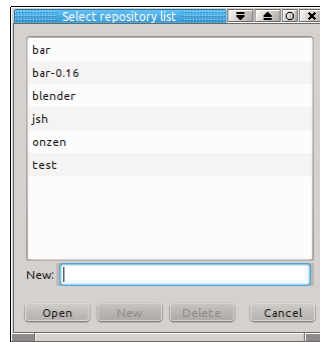 Select repository list
bar
bar-0.16
blender
jsh
onzen
test
New:
Open New Delete Cancel